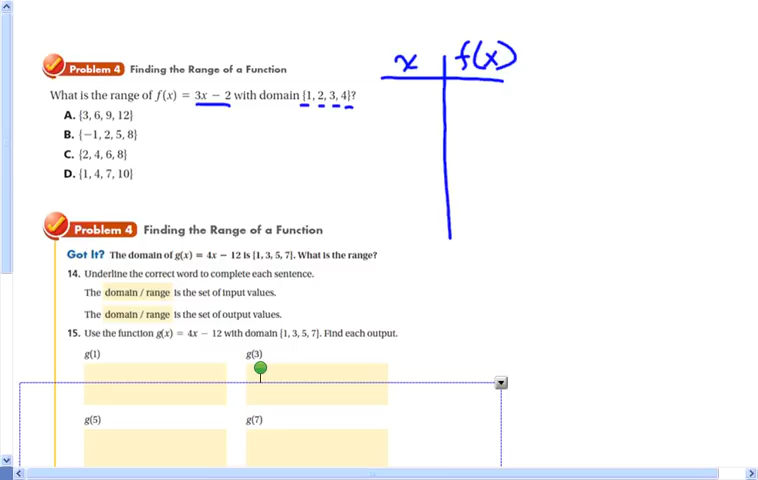 Problem 4 Finding the Range of a Function
x f(x)
What is the range of f(x) = 3x − 2 with domain {1, 2, 3, 4}?
A. {3, 6, 9, 12}
B. {−1, 2, 5, 8}
C. {2, 4, 6, 8}
D. {1, 4, 7, 10}
Problem 4 Finding the Range of a Function
Got It? The domain of g(x) = 4x − 12 is {1, 3, 5, 7}. What is the range?
14. Underline the correct word to complete each sentence.
The domain / range is the set of input values.
The domain / range is the set of output values.
15. Use the function g(x) = 4x − 12 with domain {1, 3, 5, 7}. Find each output.
g(1) g(3)
g(5) g(7)